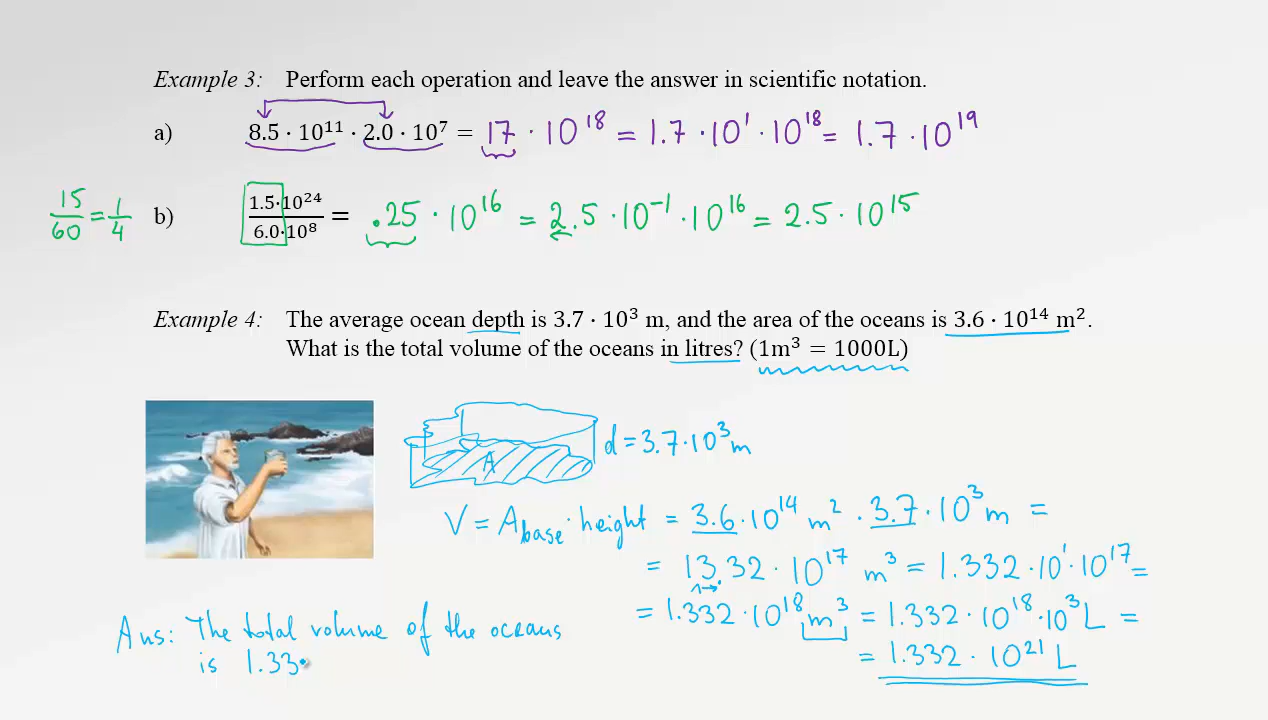 Example 3: Perform each operation and leave the answer in scientific notation.
a) 8.5 · 10¹¹ · 2.0 · 10⁷ = 17 · 10¹⁸ = 1.7 · 10¹ · 10¹⁸ = 1.7 · 10¹⁹
15/60 = 1/4
b) (1.5·10²⁴)/(6.0·10⁸) = .25 · 10¹⁶ = 2.5 · 10⁻¹ · 10¹⁶ = 2.5 · 10¹⁵
Example 4: The average ocean depth is 3.7 · 10³ m, and the area of the oceans is 3.6 · 10¹⁴ m².
What is the total volume of the oceans in litres? (1m³ = 1000L)
A
d = 3.7·10³ m
V = A_base · height = 3.6 · 10¹⁴ m² · 3.7 · 10³ m =
= 13.32 · 10¹⁷ m³ = 1.332 · 10¹ · 10¹⁷ =
= 1.332 · 10¹⁸ m³ = 1.332 · 10¹⁸ · 10³ L =
= 1.332 · 10²¹ L
Ans: The total volume of the oceans
is 1.33